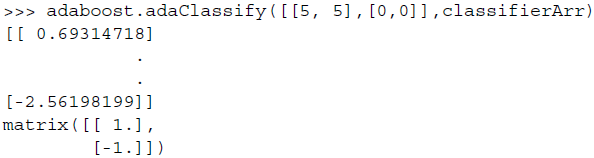 >>> adaboost.adaClassify([[5, 5],[0,0]],classifierArr)
[[ 0.69314718]
.
.
[-2.56198199]]
matrix([[ 1.],
[-1.]])